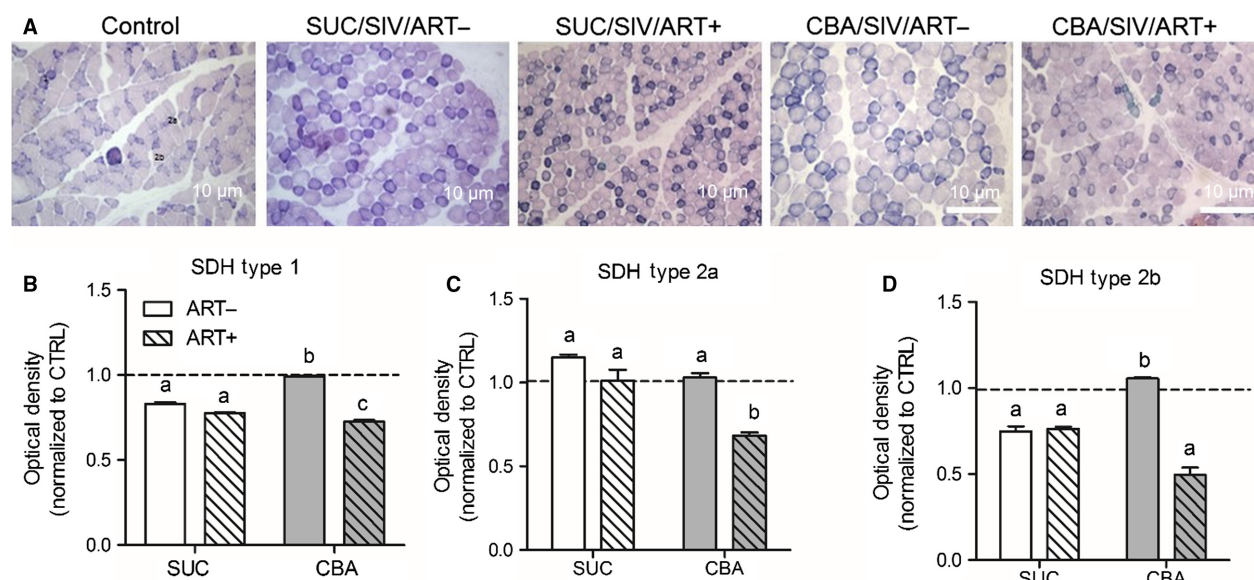 A
Control
SUC/SIV/ART–
SUC/SIV/ART+
CBA/SIV/ART–
CBA/SIV/ART+
2a
2b
10 µm
10 µm
10 µm
10 µm
10 µm
B
SDH type 1
Optical density
(normalized to CTRL)
1.5
1.0
0.5
0.0
ART–
ART+
a
a
b
c
SUC
CBA
C
SDH type 2a
Optical density
(normalized to CTRL)
1.5
1.0
0.5
0.0
a
a
a
b
SUC
CBA
D
SDH type 2b
Optical density
(normalized to CTRL)
1.5
1.0
0.5
0.0
a
a
b
a
SUC
CBA